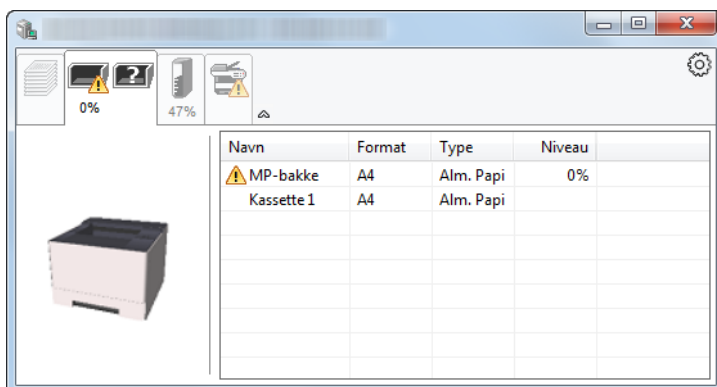 0%
47%
Navn Format Type Niveau
MP-bakke A4 Alm. Papi 0%
Kassette 1 A4 Alm. Papi